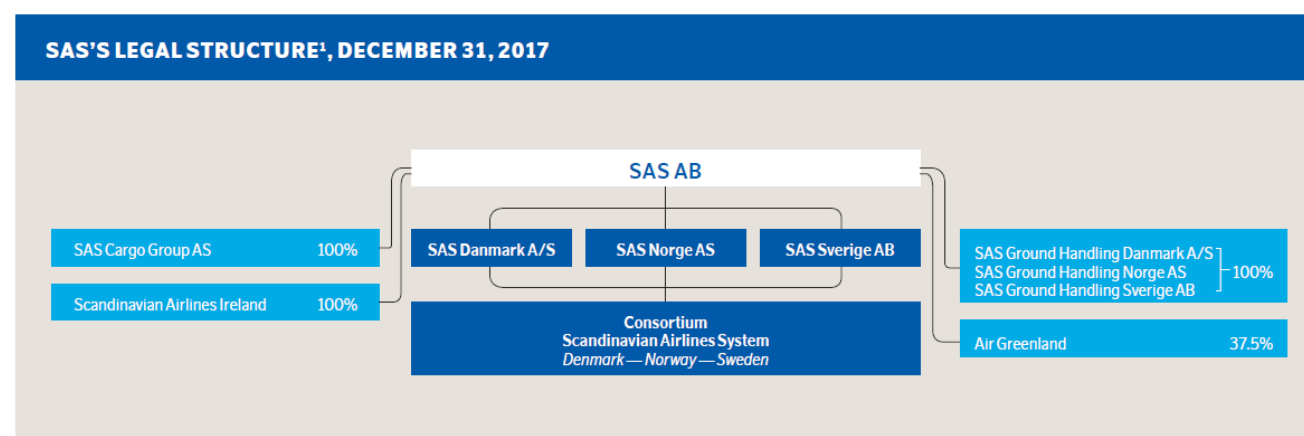 SAS'S LEGAL STRUCTURE¹, DECEMBER 31, 2017
SAS AB
SAS Cargo Group AS 100%
Scandinavian Airlines Ireland 100%
SAS Danmark A/S
SAS Norge AS
SAS Sverige AB
Consortium
Scandinavian Airlines System
Denmark — Norway — Sweden
SAS Ground Handling Danmark A/S
SAS Ground Handling Norge AS 100%
SAS Ground Handling Sverige AB
Air Greenland 37.5%